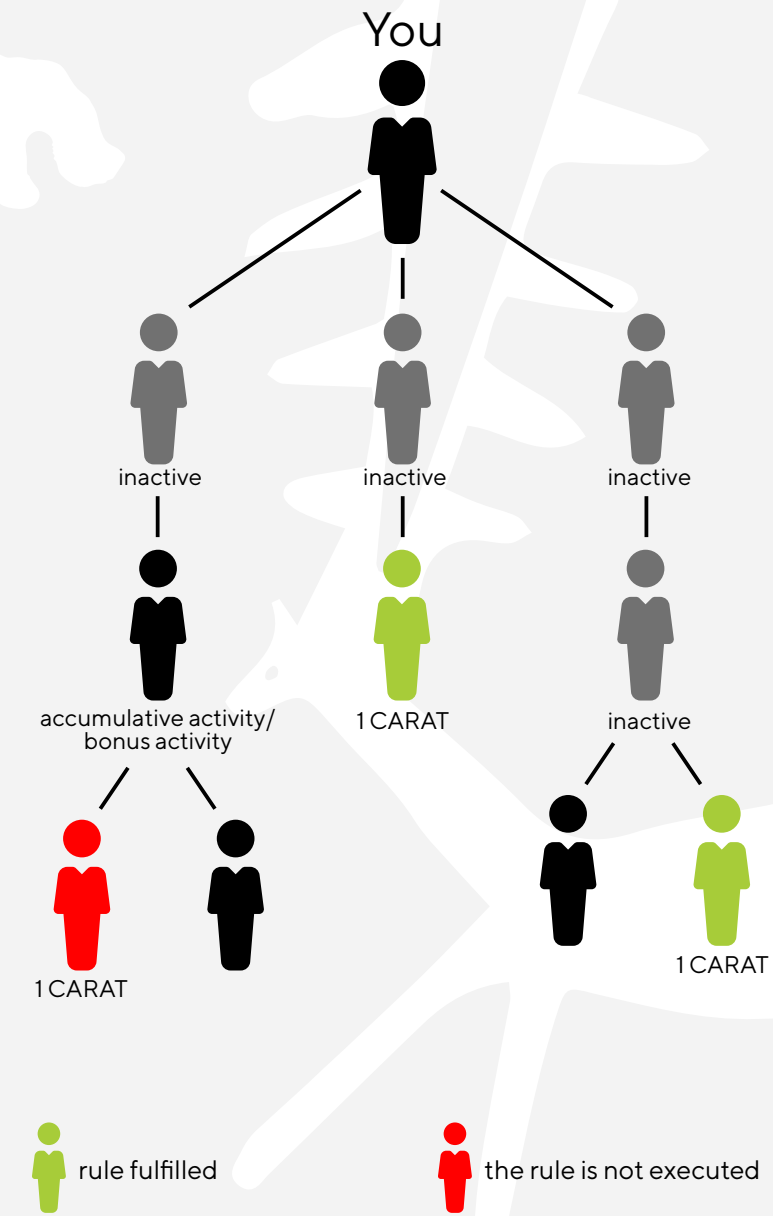 You
inactive
inactive
inactive
accumulative activity/
bonus activity
1 CARAT
inactive
1 CARAT
1 CARAT
rule fulfilled
the rule is not executed